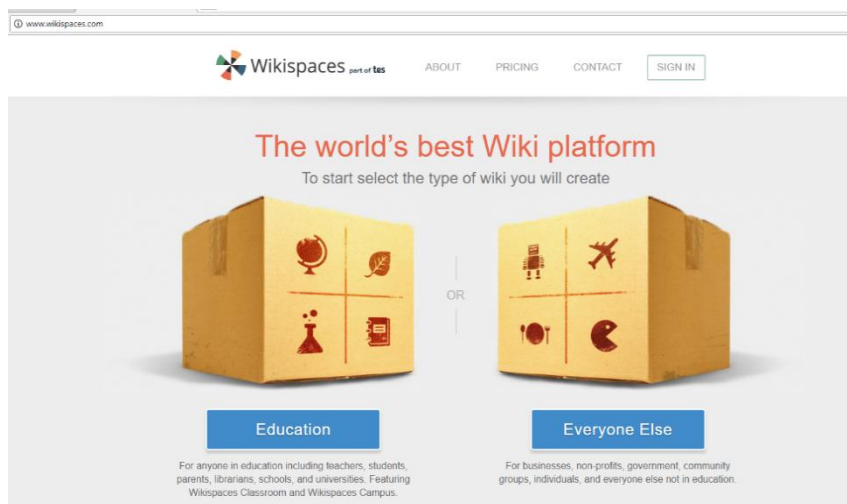 www.wikispaces.com
Wikispaces part of tes ABOUT PRICING CONTACT SIGN IN
The world's best Wiki platform
To start select the type of wiki you will create
OR
Education
For anyone in education including teachers, students,
parents, librarians, schools, and universities. Featuring
Wikispaces Classroom and Wikispaces Campus.
Everyone Else
For businesses, non-profits, government, community
groups, individuals, and everyone else not in education.